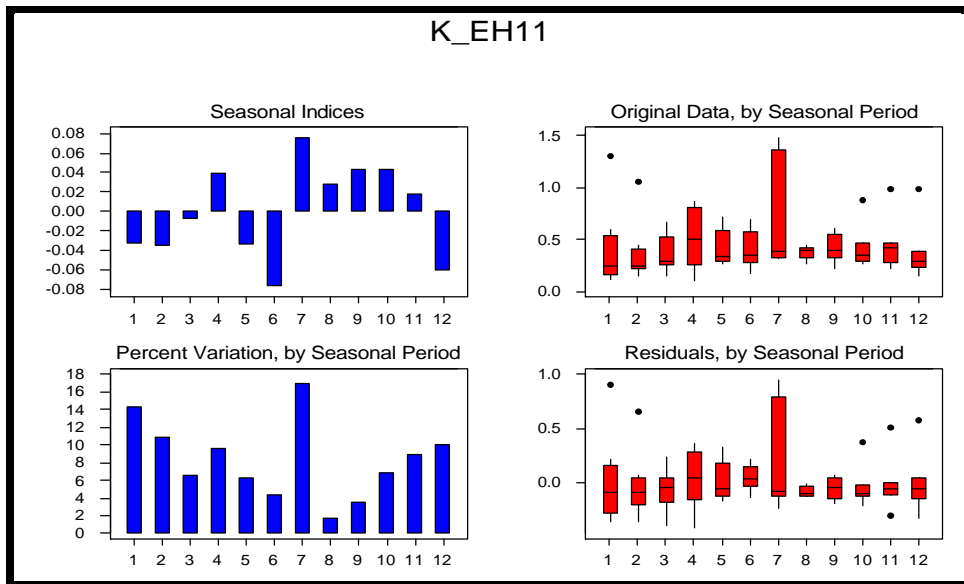 K_EH11
Seasonal Indices
0.08
0.06
0.04
0.02
0.00
-0.02
-0.04
-0.06
-0.08
1 2 3 4 5 6 7 8 9 10 11 12
Original Data, by Seasonal Period
1.5
1.0
0.5
0.0
1 2 3 4 5 6 7 8 9 10 11 12
Percent Variation, by Seasonal Period
18
16
14
12
10
8
6
4
2
0
1 2 3 4 5 6 7 8 9 10 11 12
Residuals, by Seasonal Period
1.0
0.5
0.0
1 2 3 4 5 6 7 8 9 10 11 12